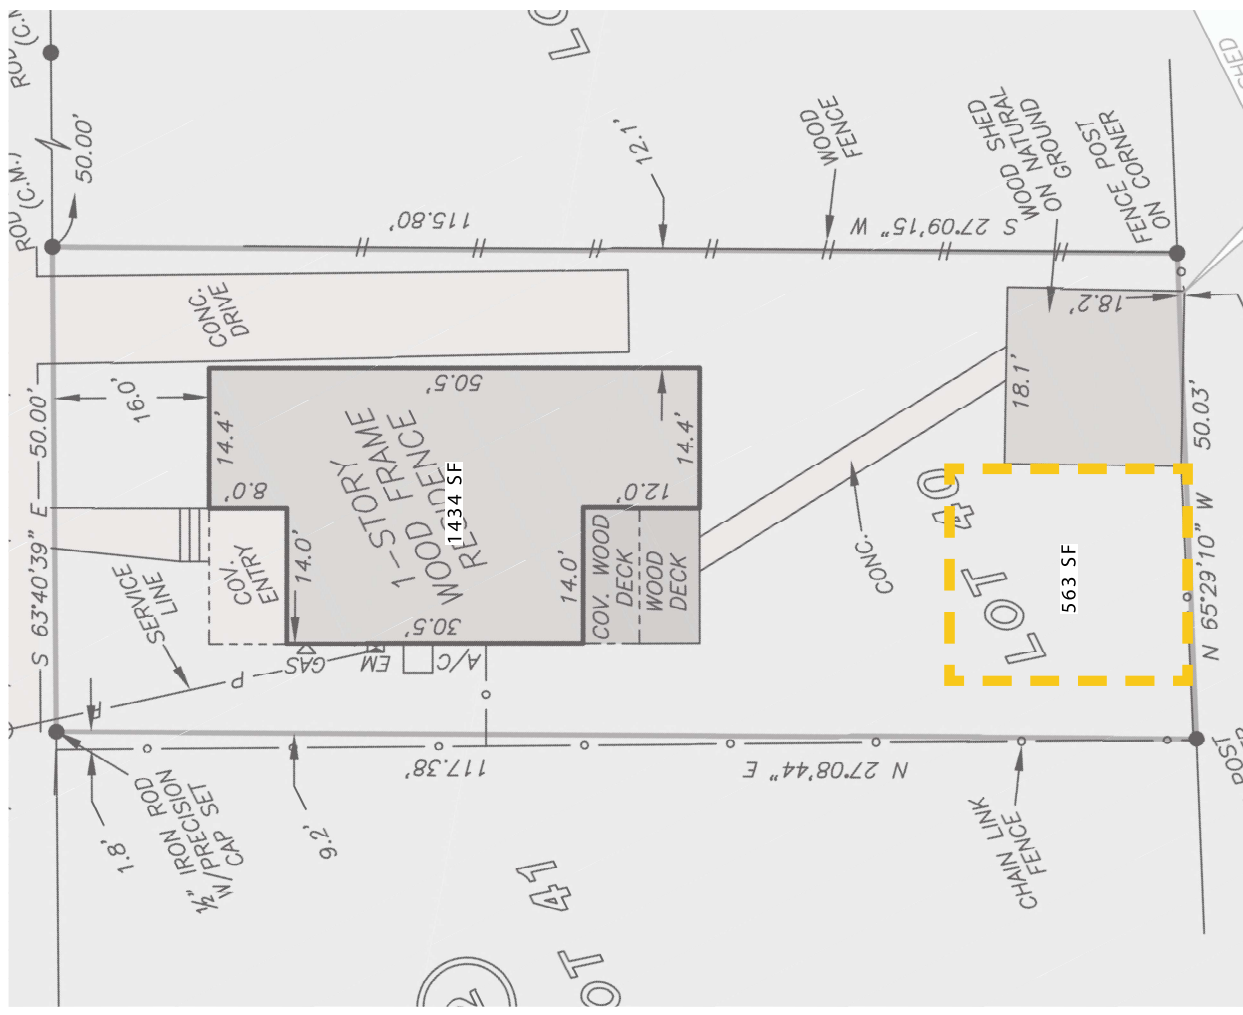 ROD
(C.M.)
50.00'
ROD
(C.M.)
LO
12.1'
WOOD
FENCE
WOOD SHED
ON NATURAL
GROUND
FENCE POST
ON CORNER
SHED
115.80'
S 27°09'15" W
CONC.
DRIVE
18.2'
16.0'
50.5'
18.1'
50.03'
S 63°40'39" E
50.00'
14.4'
1-STORY
WOOD FRAME
RESIDENCE
1434 SF
14.4'
8.0'
12.0'
COV.
ENTRY
14.0'
14.0'
COV. WOOD
DECK
WOOD
DECK
CONC.
LOT 40
563 SF
N 65°29'10" W
SERVICE
LINE
P
GAS
EM
A/C
30.5'
P
117.38'
N 27°08'44" E
1.8'
½" IRON ROD
W/PRECISION
CAP SET
9.2'
CHAIN LINK
FENCE
POST
OT 41
2